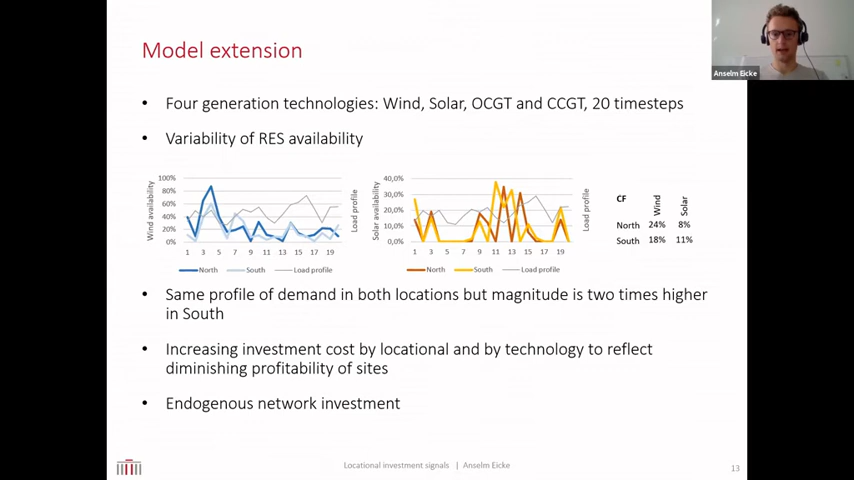 Model extension
Anselm Eicke
• Four generation technologies: Wind, Solar, OCGT and CCGT, 20 timesteps
• Variability of RES availability
Wind availability
100%
80%
60%
40%
20%
0%
1 3 5 7 9 11 13 15 17 19
Load profile
North South Load profile
Solar availability
40,0%
30,0%
20,0%
10,0%
0,0%
1 3 5 7 9 11 13 15 17 19
Load profile
North South Load profile
CF Wind Solar
North 24% 8%
South 18% 11%
• Same profile of demand in both locations but magnitude is two times higher
in South
• Increasing investment cost by locational and by technology to reflect
diminishing profitability of sites
• Endogenous network investment
Locational investment signals | Anselm Eicke
13